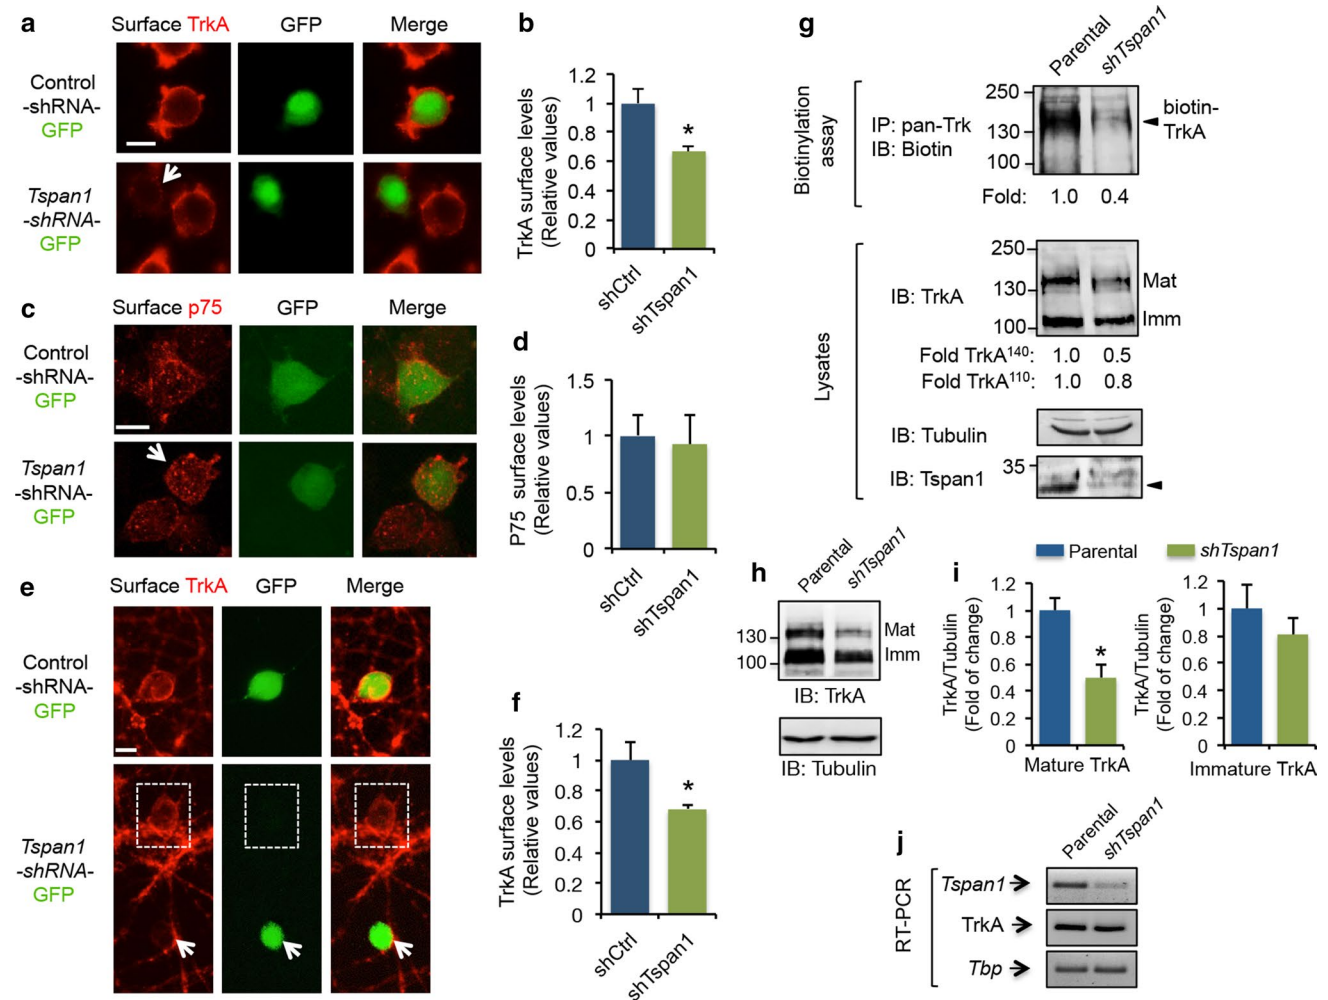 a
Surface TrkA GFP Merge
Control
-shRNA-
GFP
Tspan1
-shRNA-
GFP
b
TrkA surface levels
(Relative values)
1.2
1
0.8
0.6
0.4
0.2
0
*
shCtrl
shTspan1
c
Surface p75 GFP Merge
Control
-shRNA-
GFP
Tspan1
-shRNA-
GFP
d
P75 surface levels
(Relative values)
1.5
1
0.5
0
shCtrl
shTspan1
e
Surface TrkA GFP Merge
Control
-shRNA-
GFP
Tspan1
-shRNA-
GFP
f
TrkA surface levels
(Relative values)
1.2
1
0.8
0.6
0.4
0.2
0
*
shCtrl
shTspan1
g
Parental
shTspan1
Biotinylation
assay
IP: pan-Trk
IB: Biotin
250
130
100
biotin-
TrkA
Fold: 1.0 0.4
Lysates
IB: TrkA
250
130
100
Mat
Imm
Fold TrkA¹⁴⁰: 1.0 0.5
Fold TrkA¹¹⁰: 1.0 0.8
IB: Tubulin
IB: Tspan1
35
h
Parental
shTspan1
130
100
Mat
Imm
IB: TrkA
IB: Tubulin
Parental shTspan1
i
TrkA/Tubulin
(Fold of change)
1.2
1
0.8
0.6
0.4
0.2
0
*
Mature TrkA
TrkA/Tubulin
(Fold of change)
1.2
1
0.8
0.6
0.4
0.2
0
Immature TrkA
j
Parental
shTspan1
RT-PCR
Tspan1
TrkA
Tbp